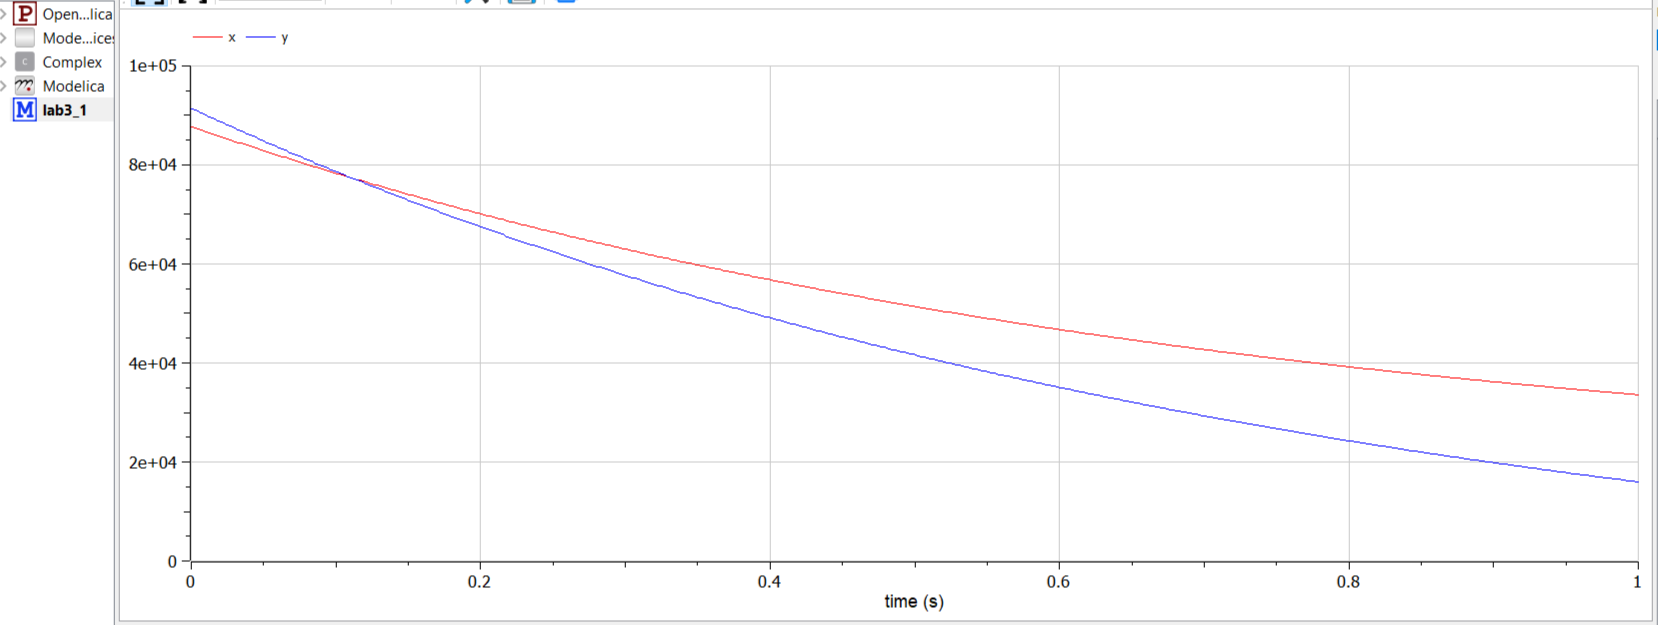 P Open...lica
Mode...ices
C Complex
Modelica
M lab3_1
x y
1e+05
8e+04
6e+04
4e+04
2e+04
0
0 0.2 0.4 0.6 0.8 1
time (s)